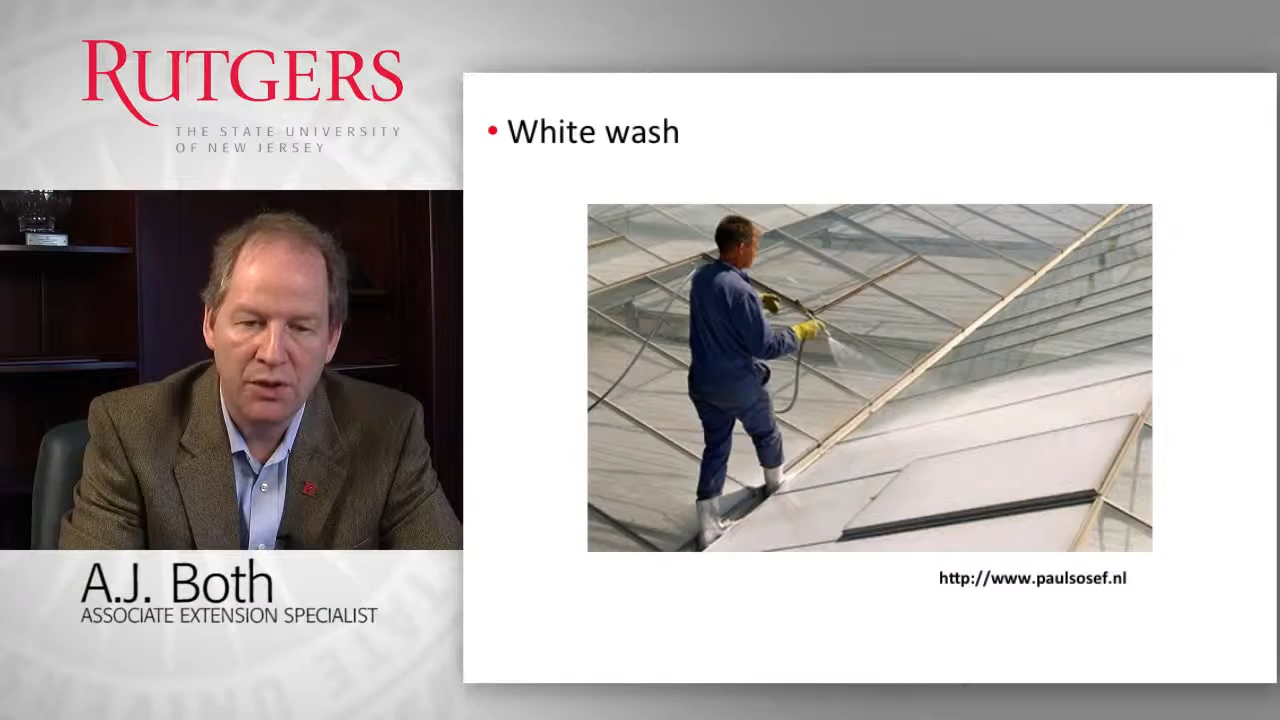 RUTGERS
THE STATE UNIVERSITY
OF NEW JERSEY
• White wash
http://www.paulsosef.nl
A.J. Both
ASSOCIATE EXTENSION SPECIALIST